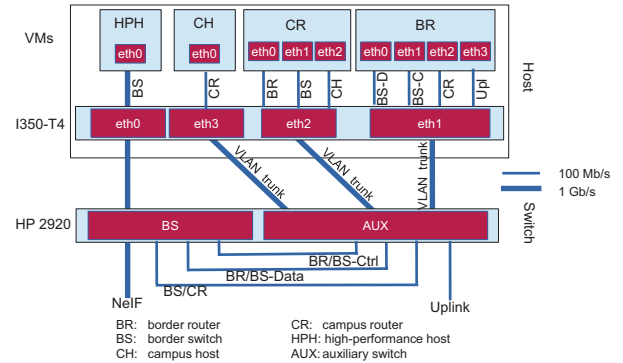 VMs
HPH
CH
CR
BR
eth0
eth0
eth0 eth1 eth2
eth0 eth1 eth2 eth3
BS
CR
BR
BS
CH
BS-D
BS-C
CR
Upl
Host
I350-T4
eth0
eth3
eth2
eth1
VLAN trunk
VLAN trunk
VLAN trunk
100 Mb/s
1 Gb/s
Switch
HP 2920
BS
AUX
BR/BS-Ctrl
BR/BS-Data
BS/CR
NeIF
Uplink
BR: border router
BS: border switch
CH: campus host
CR: campus router
HPH: high-performance host
AUX: auxiliary switch